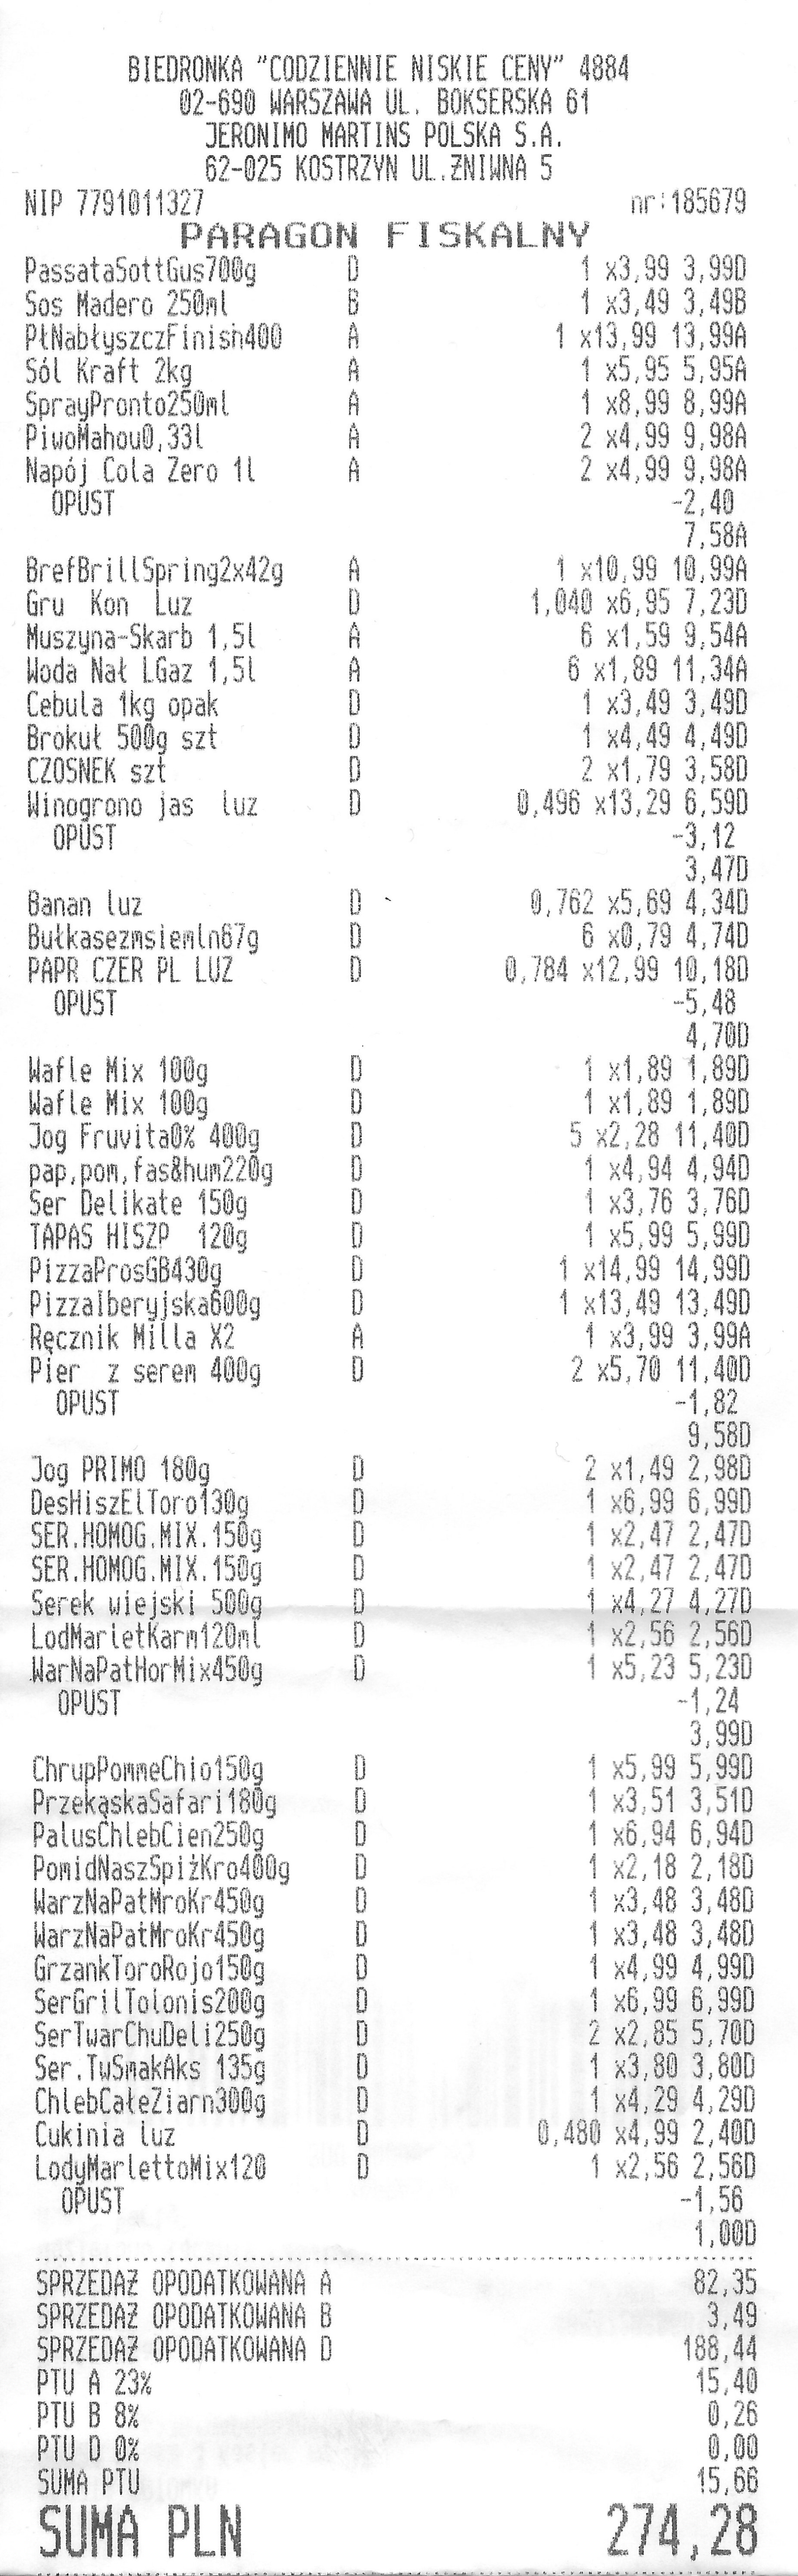 BIEDRONKA "CODZIENNIE NISKIE CENY" 4884
02-690 WARSZAWA UL. BOKSERSKA 61
JERONIMO MARTINS POLSKA S.A.
62-025 KOSTRZYN UL.ŻNIWNA 5
NIP 7791011327 nr:185679
PARAGON FISKALNY
PassataSottGus700g D 1 x3,99 3,99D
Sos Madero 250ml B 1 x3,49 3,49B
PłNabłyszczFinish400 A 1 x13,99 13,99A
Sól Kraft 2kg A 1 x5,95 5,95A
SprayPronto250ml A 1 x8,99 8,99A
PiwoMahou0,33l A 2 x4,99 9,98A
Napój Cola Zero 1l A 2 x4,99 9,98A
OPUST -2,40
7,58A
BrefBrillSpring2x42g A 1 x10,99 10,99A
Gru Kon Luz D 1,040 x6,95 7,23D
Muszyna-Skarb 1,5l A 6 x1,59 9,54A
Woda Nał LGaz 1,5l A 6 x1,89 11,34A
Cebula 1kg opak D 1 x3,49 3,49D
Brokuł 500g szt D 1 x4,49 4,49D
CZOSNEK szt D 2 x1,79 3,58D
Winogrono jas luz D 0,496 x13,29 6,59D
OPUST -3,12
3,47D
Banan luz D 0,762 x5,69 4,34D
Bułkasezmsiemln67g D 6 x0,79 4,74D
PAPR CZER PL LUZ D 0,784 x12,99 10,18D
OPUST -5,48
4,70D
Wafle Mix 100g D 1 x1,89 1,89D
Wafle Mix 100g D 1 x1,89 1,89D
Jog Fruvita0% 400g D 5 x2,28 11,40D
pap,pom,fas&hum220g D 1 x4,94 4,94D
Ser Delikate 150g D 1 x3,76 3,76D
TAPAS HISZP 120g D 1 x5,99 5,99D
PizzaProsGB430g D 1 x14,99 14,99D
PizzaIberyjska600g D 1 x13,49 13,49D
Ręcznik Milla X2 A 1 x3,99 3,99A
Pier z serem 400g D 2 x5,70 11,40D
OPUST -1,82
9,58D
Jog PRIMO 180g D 2 x1,49 2,98D
DesHiszElToro130g D 1 x6,99 6,99D
SER.HOMOG.MIX.150g D 1 x2,47 2,47D
SER.HOMOG.MIX.150g D 1 x2,47 2,47D
Serek wiejski 500g D 1 x4,27 4,27D
LodMarletKarm120ml D 1 x2,56 2,56D
WarNaPatHorMix450g D 1 x5,23 5,23D
OPUST -1,24
3,99D
ChrupPommeChio150g D 1 x5,99 5,99D
PrzekąskaSafari180g D 1 x3,51 3,51D
PalusChlebCien250g D 1 x6,94 6,94D
PomidNaszSpiżKro400g D 1 x2,18 2,18D
WarzNaPatMroKr450g D 1 x3,48 3,48D
WarzNaPatMroKr450g D 1 x3,48 3,48D
GrzankToroRojo150g D 1 x4,99 4,99D
SerGrilTolonis200g D 1 x6,99 6,99D
SerTwarChuDeli250g D 2 x2,85 5,70D
Ser.TwSmakAks 135g D 1 x3,80 3,80D
ChlebCałeZiarn300g D 1 x4,29 4,29D
Cukinia luz D 0,480 x4,99 2,40D
LodyMarlettoMix120 D 1 x2,56 2,56D
OPUST -1,56
1,00D
SPRZEDAŻ OPODATKOWANA A 82,35
SPRZEDAŻ OPODATKOWANA B 3,49
SPRZEDAŻ OPODATKOWANA D 188,44
PTU A 23% 15,40
PTU B 8% 0,26
PTU D 0% 0,00
SUMA PTU 15,66
SUMA PLN 274,28